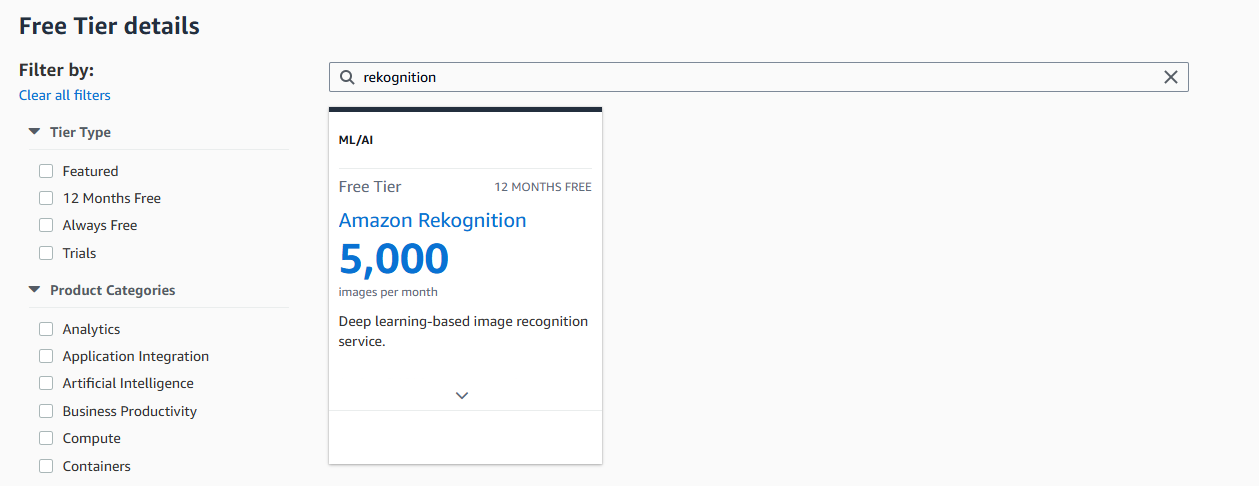 Free Tier details
Filter by:
Clear all filters
Tier Type
Featured
12 Months Free
Always Free
Trials
Product Categories
Analytics
Application Integration
Artificial Intelligence
Business Productivity
Compute
Containers
rekognition
ML/AI
Free Tier 12 MONTHS FREE
Amazon Rekognition
5,000
images per month
Deep learning-based image recognition
service.